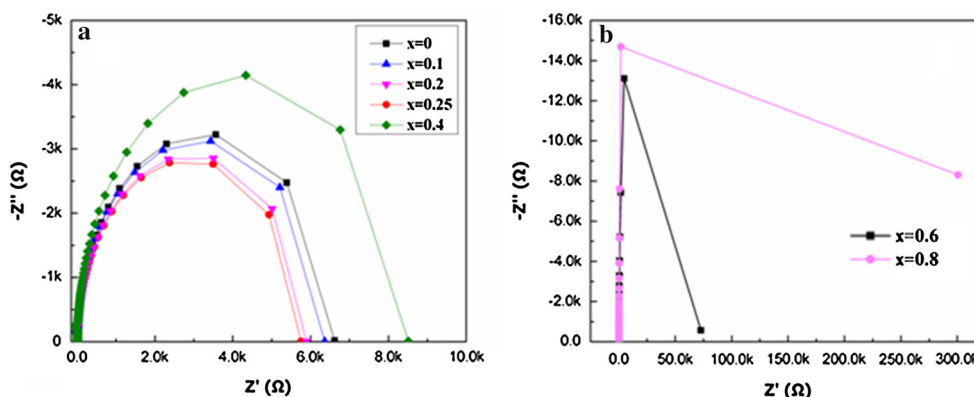 a
-5k
-4k
-3k
-2k
-1k
0
-Z'' (Ω)
0.0
2.0k
4.0k
6.0k
8.0k
10.0k
Z' (Ω)
x=0
x=0.1
x=0.2
x=0.25
x=0.4
b
-16.0k
-14.0k
-12.0k
-10.0k
-8.0k
-6.0k
-4.0k
-2.0k
0.0
-Z'' (Ω)
0.0
50.0k
100.0k
150.0k
200.0k
250.0k
300.0k
Z' (Ω)
x=0.6
x=0.8